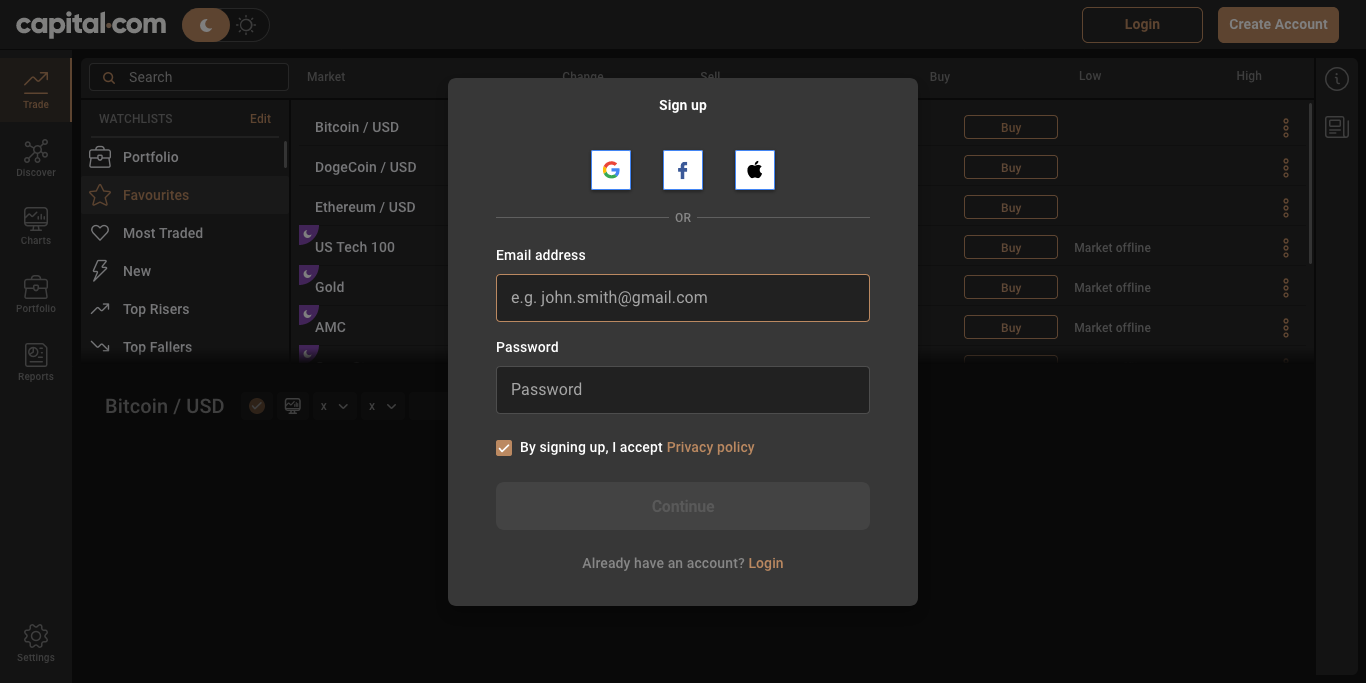 capital.com
Login
Create Account
Trade
Discover
Charts
Portfolio
Reports
Settings
Search
WATCHLISTS Edit
Portfolio
Favourites
Most Traded
New
Top Risers
Top Fallers
Market Change Sell Buy Low High
Bitcoin / USD Buy
DogeCoin / USD Buy
Ethereum / USD Buy
US Tech 100 Buy Market offline
Gold Buy Market offline
AMC Buy Market offline
Bitcoin / USD x x
Sign up
OR
Email address
e.g. john.smith@gmail.com
Password
Password
By signing up, I accept Privacy policy
Continue
Already have an account? Login